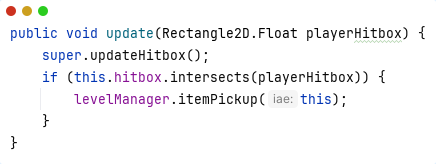 public void update(Rectangle2D.Float playerHitbox) {
    super.updateHitbox();
    if (this.hitbox.intersects(playerHitbox)) {
        levelManager.itemPickup( iae: this);
    }
}